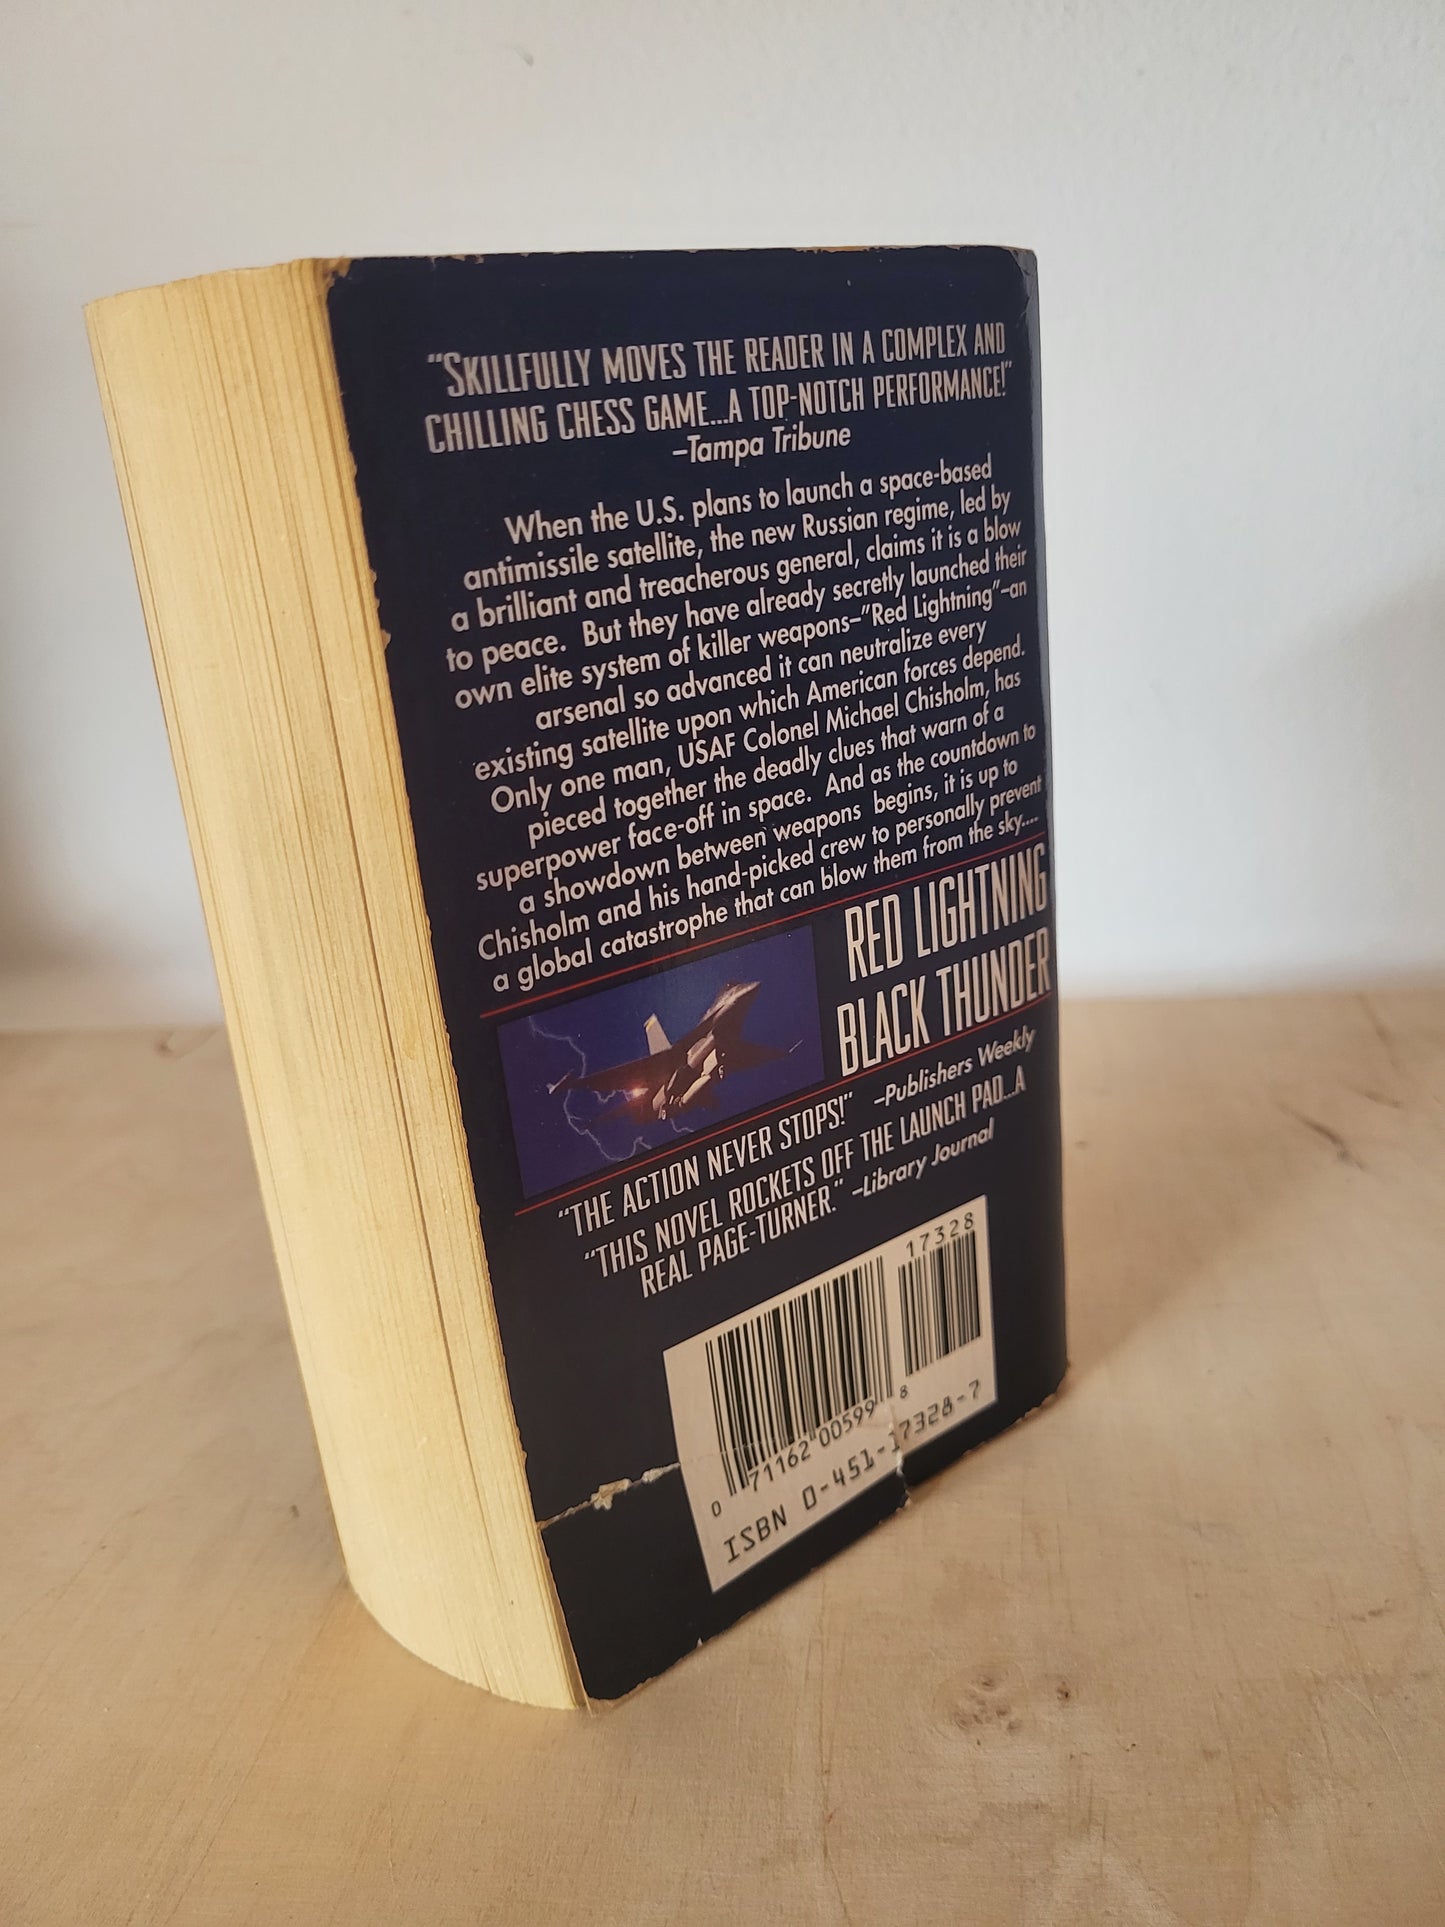 "SKILLFULLY MOVES THE READER IN A COMPLEX AND
CHILLING CHESS GAME...A TOP-NOTCH PERFORMANCE!"
–Tampa Tribune
When the U.S. plans to launch a space-based
antimissile satellite, the new Russian regime, led by
a brilliant and treacherous general, claims it is a blow
to peace. But they have already secretly launched their
own elite system of killer weapons–"Red Lightning"–an
arsenal so advanced it can neutralize every
existing satellite upon which American forces depend.
Only one man, USAF Colonel Michael Chisholm, has
pieced together the deadly clues that warn of a
superpower face-off in space. And as the countdown to
a showdown between weapons begins, it is up to
Chisholm and his hand-picked crew to personally prevent
a global catastrophe that can blow them from the sky....
RED LIGHTNING
BLACK THUNDER
"THE ACTION NEVER STOPS!" –Publishers Weekly
"THIS NOVEL ROCKETS OFF THE LAUNCH PAD...A
REAL PAGE-TURNER." –Library Journal
17328
0 71162 00599 8
ISBN 0-451-17328-7